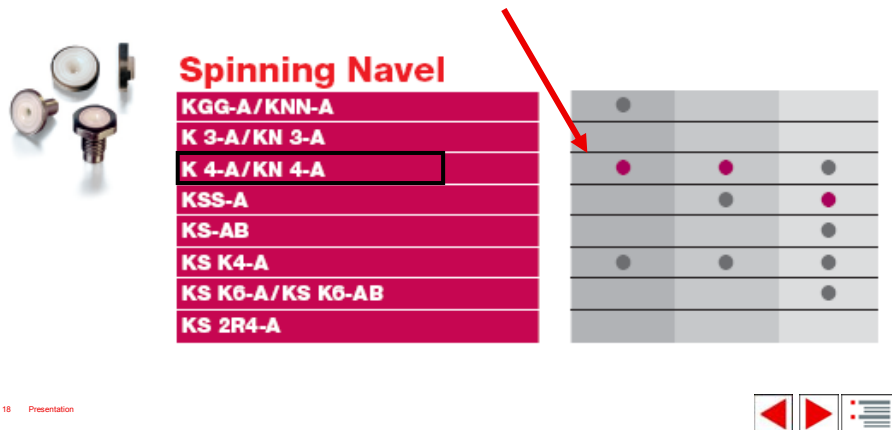 Spinning Navel
KGG-A/KNN-A
K 3-A/KN 3-A
K 4-A/KN 4-A
KSS-A
KS-AB
KS K4-A
KS K6-A/KS K6-AB
KS 2R4-A
18 Presentation